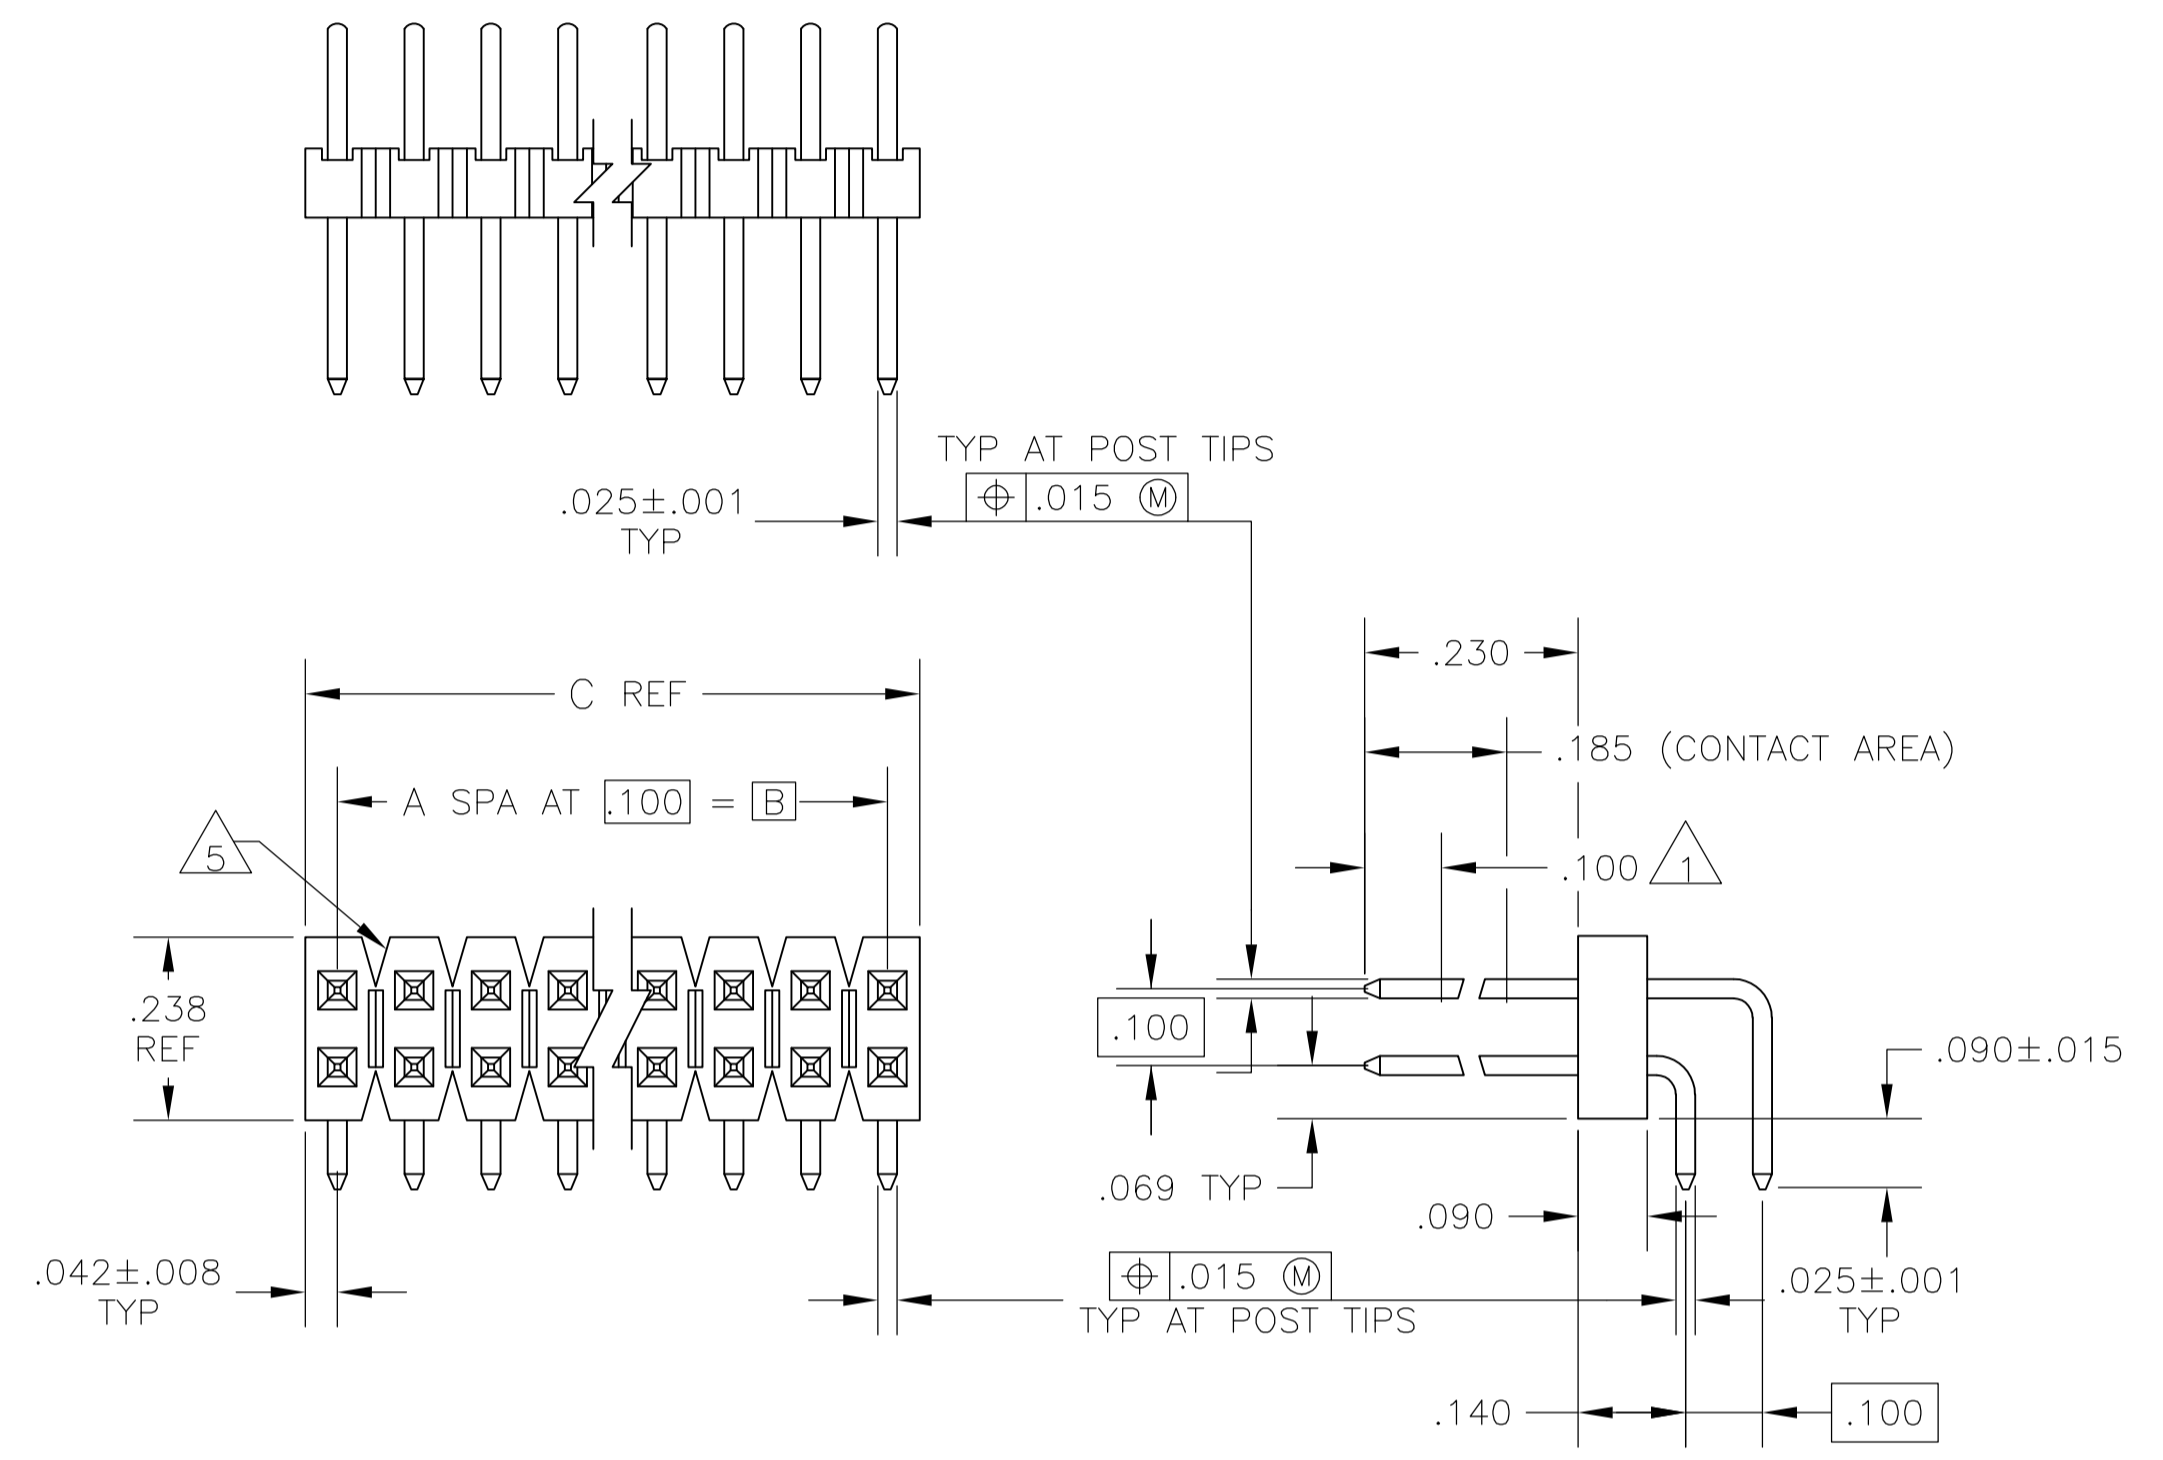 TYP AT POST TIPS
.025±.001
TYP
⌖ .015 Ⓜ
.230
C REF
.185 (CONTACT AREA)
A SPA AT .100 = B
5
.100 1
.238
REF
.100
.090±.015
.069 TYP
.090
.042±.008
TYP
⌖ .015 Ⓜ
TYP AT POST TIPS
.025±.001
TYP
.140
.100